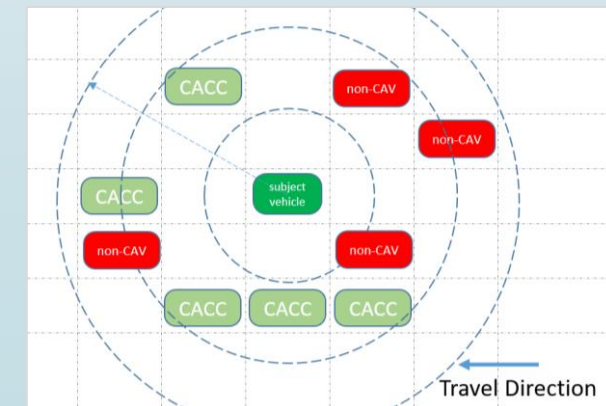 CACC
non-CAV
non-CAV
subject
vehicle
CACC
non-CAV
non-CAV
CACC
CACC
CACC
Travel Direction